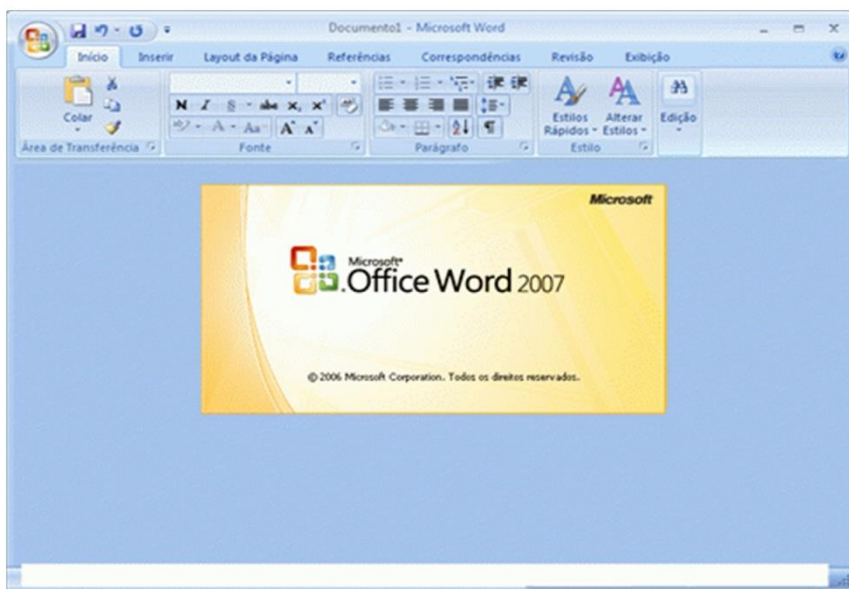 Documento1 - Microsoft Word
Início Inserir Layout da Página Referências Correspondências Revisão Exibição
Colar
N I S abc x, x²
Aa A A
Estilos Rápidos
Alterar Estilos
Edição
Área de Transferência Fonte Parágrafo Estilo
Microsoft
Microsoft®
Office Word 2007
© 2006 Microsoft Corporation. Todos os direitos reservados.